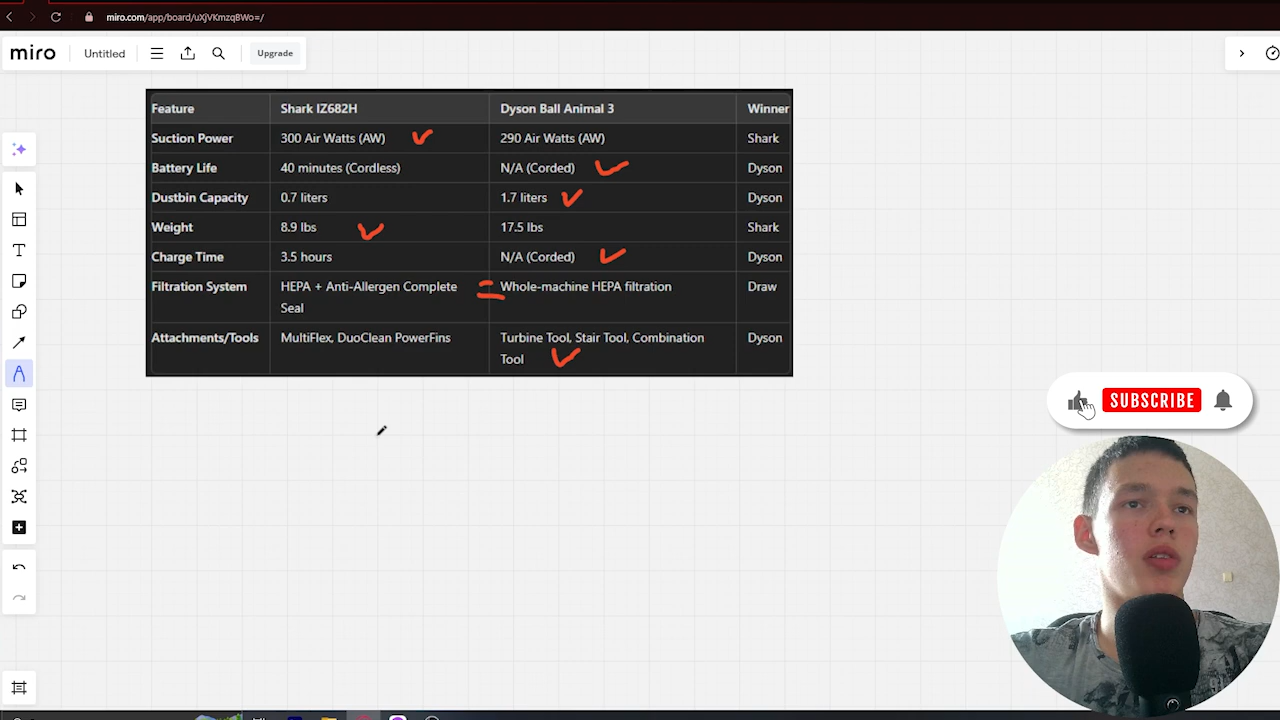 miro.com/app/board/uXjVKmzqBWo=/
miro Untitled Upgrade
Feature Shark IZ682H Dyson Ball Animal 3 Winner
Suction Power 300 Air Watts (AW) 290 Air Watts (AW) Shark
Battery Life 40 minutes (Cordless) N/A (Corded) Dyson
Dustbin Capacity 0.7 liters 1.7 liters Dyson
Weight 8.9 lbs 17.5 lbs Shark
Charge Time 3.5 hours N/A (Corded) Dyson
Filtration System HEPA + Anti-Allergen Complete Whole-machine HEPA filtration Draw
Seal
Attachments/Tools MultiFlex, DuoClean PowerFins Turbine Tool, Stair Tool, Combination Dyson
Tool
SUBSCRIBE